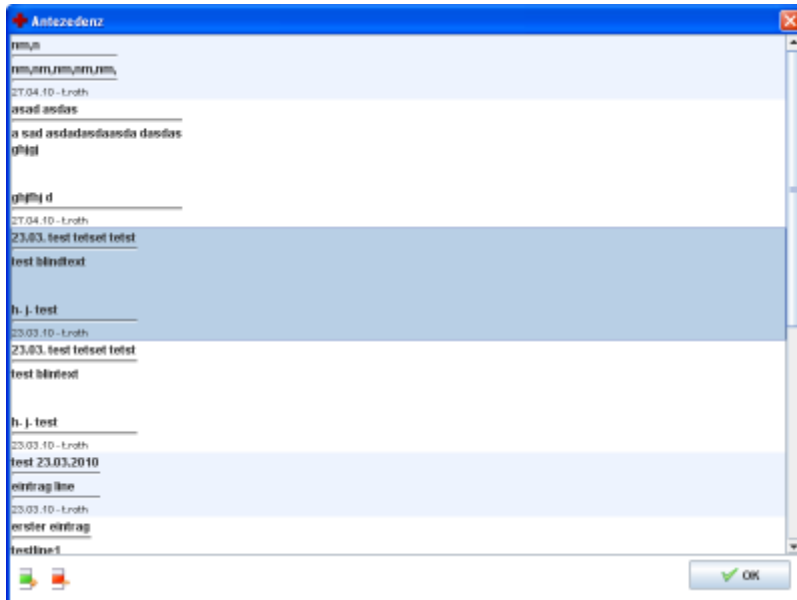 Antezedenz
nm,n
nm,nm,nm,nm,nm,
27.04.10 - t.roth
asad asdas
a sad asdadasdaasda dasdas
ghjgj
ghjfhj d
27.04.10 - t.roth
23.03. test tetset tetst
test blindtext
h- j- test
23.03.10 - t.roth
23.03. test tetset tetst
test blintext
h- j- test
23.03.10 - t.roth
test 23.03.2010
eintrag line
23.03.10 - t.roth
erster eintrag
testline1
OK